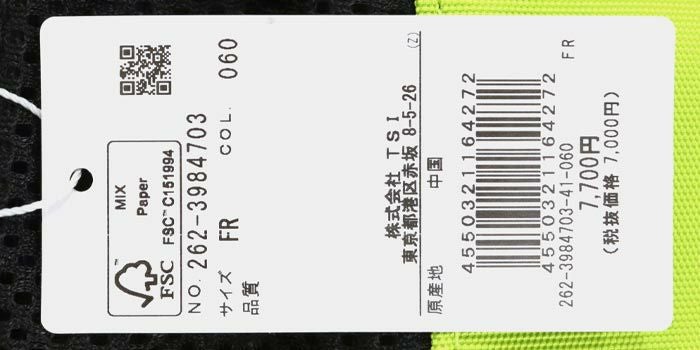 MIX
Paper
FSC™ C151994
FSC
NO. 262-3984703
サイズ FR COL. 060
品質
株式会社 TSI
東京都港区赤坂 8-5-26
(Z)
原産地 中国
4550321164272
4550321164272
262-3984703-41-060 FR
7,700円
(税抜価格 7,000円)